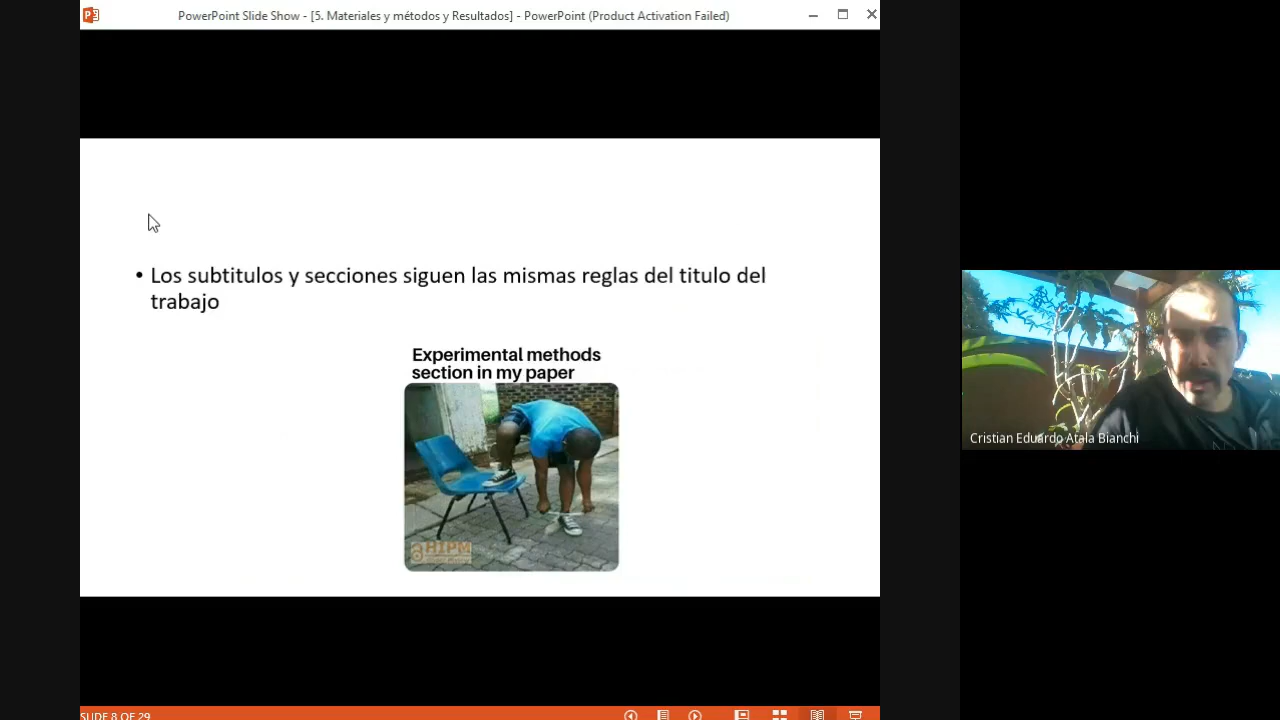 PowerPoint Slide Show - [5. Materiales y métodos y Resultados] - PowerPoint (Product Activation Failed)
• Los subtitulos y secciones siguen las mismas reglas del titulo del
trabajo
Experimental methods
section in my paper
HIPM
Cristian Eduardo Atala Bianchi
SLIDE 8 OF 29